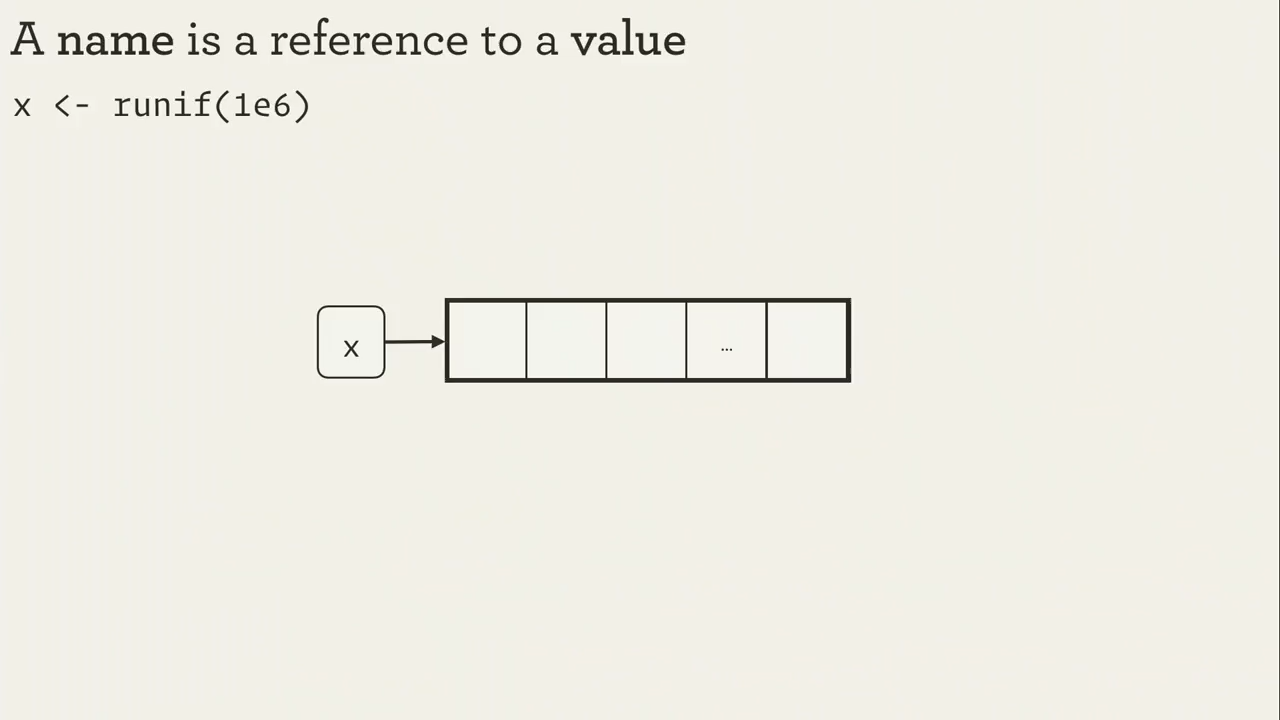 A name is a reference to a value
x <- runif(1e6)
x
...